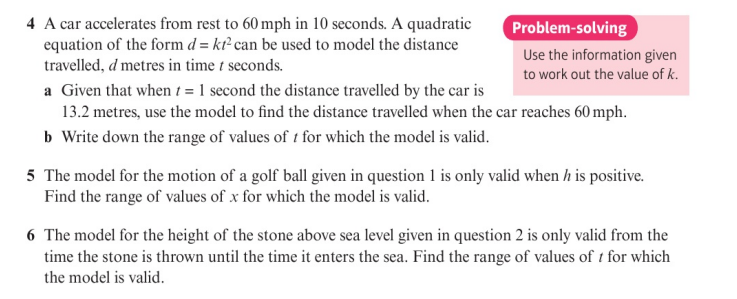 4 A car accelerates from rest to 60 mph in 10 seconds. A quadratic
equation of the form d = kt² can be used to model the distance
travelled, d metres in time t seconds.
Problem-solving
Use the information given
to work out the value of k.
a Given that when t = 1 second the distance travelled by the car is
13.2 metres, use the model to find the distance travelled when the car reaches 60 mph.
b Write down the range of values of t for which the model is valid.
5 The model for the motion of a golf ball given in question 1 is only valid when h is positive.
Find the range of values of x for which the model is valid.
6 The model for the height of the stone above sea level given in question 2 is only valid from the
time the stone is thrown until the time it enters the sea. Find the range of values of t for which
the model is valid.